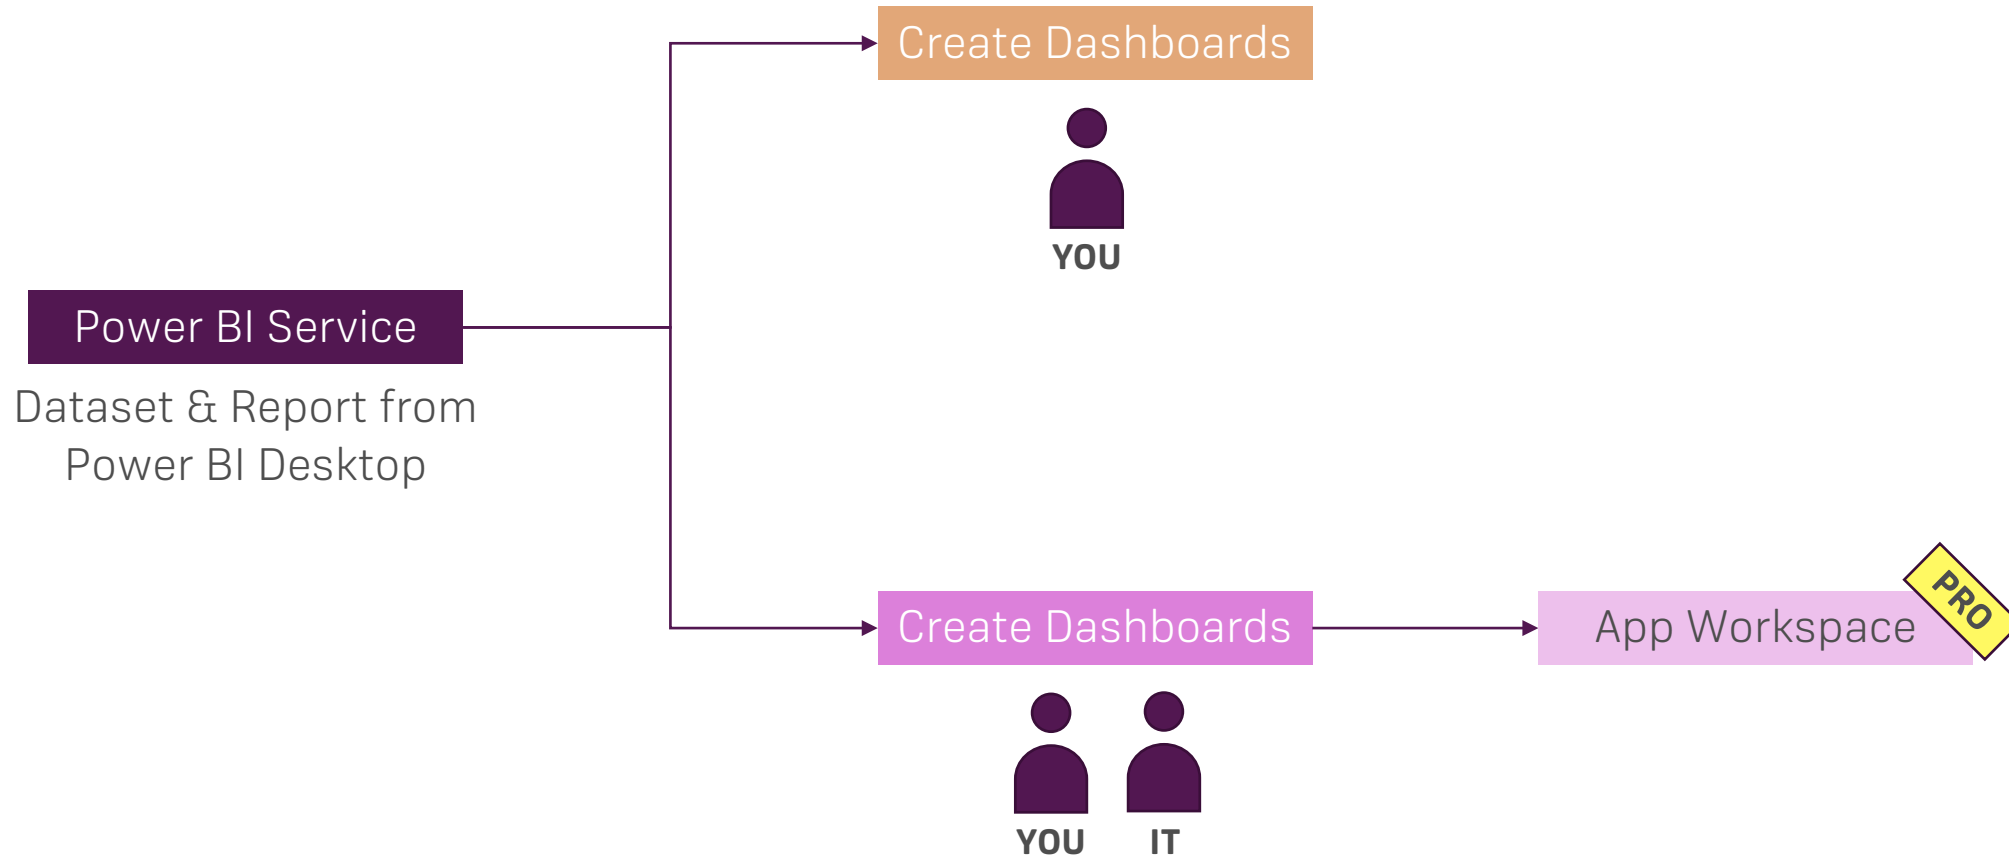 Create Dashboards
YOU
Power BI Service
Dataset & Report from
Power BI Desktop
Create Dashboards
App Workspace
PRO
YOU
IT